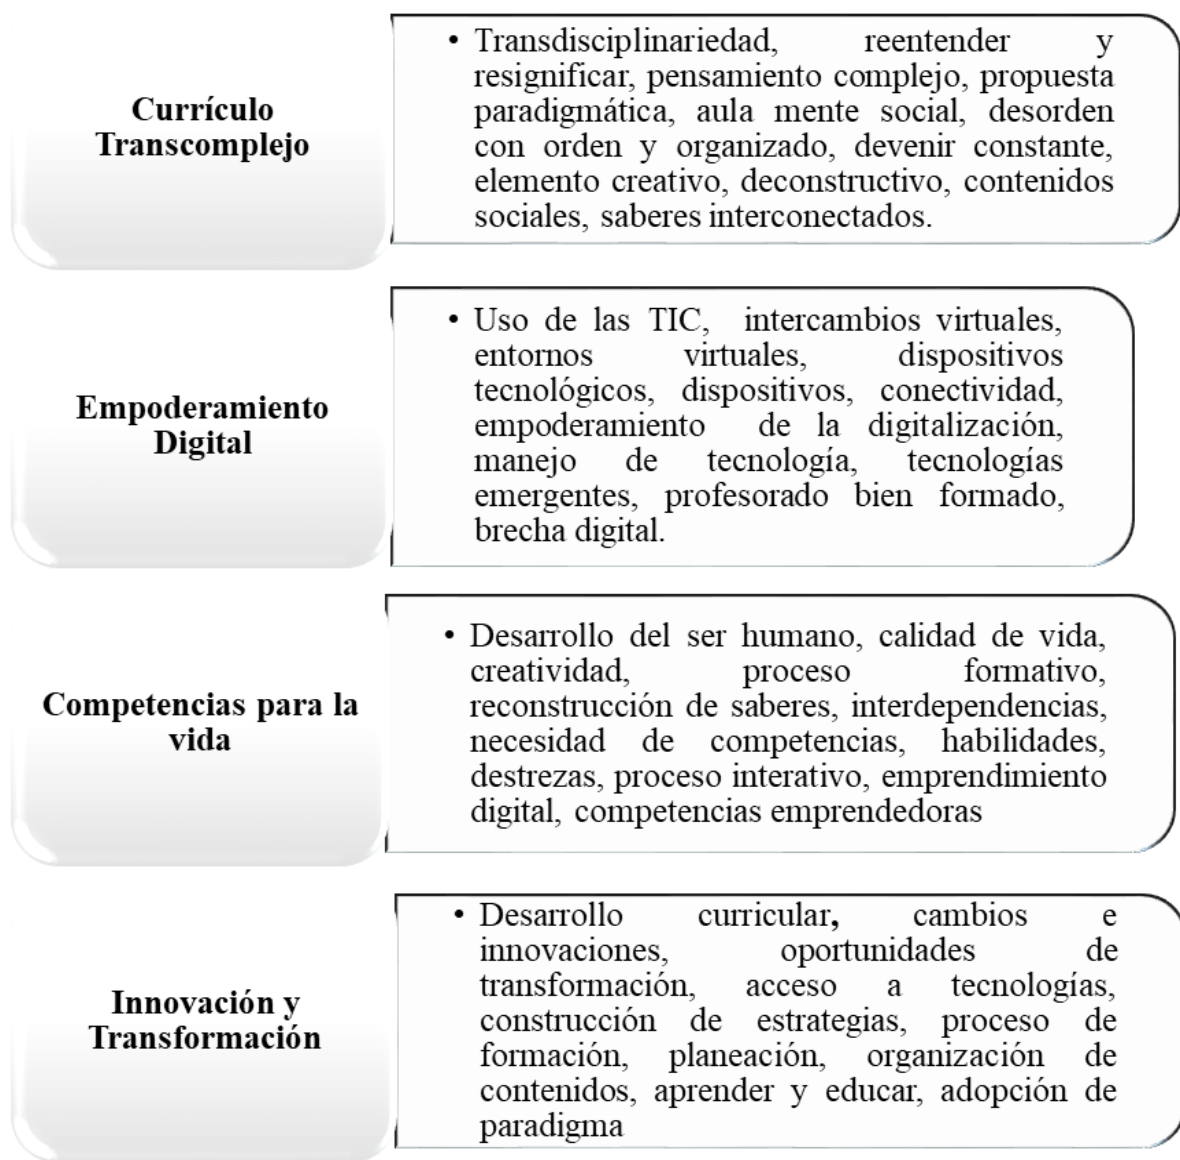 Currículo
Transcomplejo
• Transdisciplinariedad, reentender y
resignificar, pensamiento complejo, propuesta
paradigmática, aula mente social, desorden
con orden y organizado, devenir constante,
elemento creativo, deconstructivo, contenidos
sociales, saberes interconectados.
Empoderamiento
Digital
• Uso de las TIC, intercambios virtuales,
entornos virtuales, dispositivos
tecnológicos, dispositivos, conectividad,
empoderamiento de la digitalización,
manejo de tecnología, tecnologías
emergentes, profesorado bien formado,
brecha digital.
Competencias para la
vida
• Desarrollo del ser humano, calidad de vida,
creatividad, proceso formativo,
reconstrucción de saberes, interdependencias,
necesidad de competencias, habilidades,
destrezas, proceso interativo, emprendimiento
digital, competencias emprendedoras
Innovación y
Transformación
• Desarrollo curricular, cambios e
innovaciones, oportunidades de
transformación, acceso a tecnologías,
construcción de estrategias, proceso de
formación, planeación, organización de
contenidos, aprender y educar, adopción de
paradigma